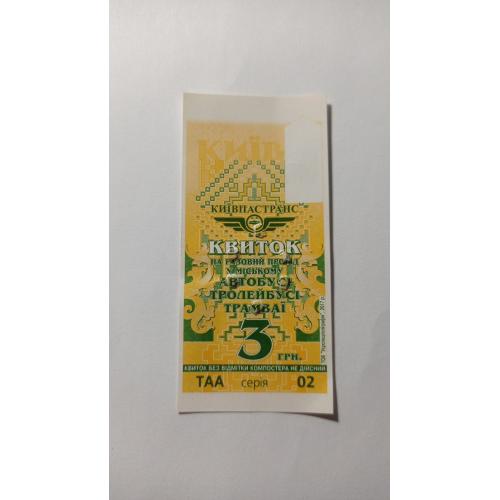 КИЇВ
КИЇВПАСТРАНС
КВИТОК
НА РАЗОВИЙ ПРОЇЗД
У МІСЬКОМУ
АВТОБУСІ
ТРОЛЕЙБУСІ
ТРАМВАЇ
3 ГРН.
КВИТОК БЕЗ ВІДМІТКИ КОМПОСТЕРА НЕ ДІЙСНИЙ
ТАА серія 02